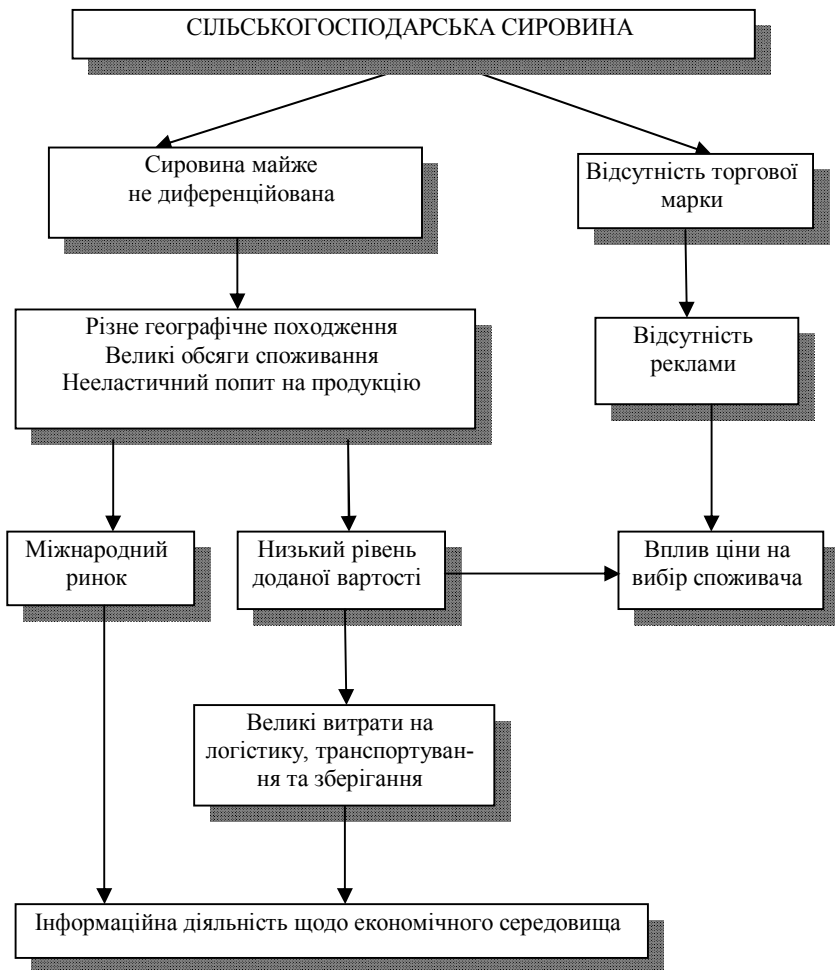 СІЛЬСЬКОГОСПОДАРСЬКА СИРОВИНА
Сировина майже
не диференційована
Відсутність торгової
марки
Різне географічне походження
Великі обсяги споживання
Нееластичний попит на продукцію
Відсутність
реклами
Міжнародний
ринок
Низький рівень
доданої вартості
Вплив ціни на
вибір споживача
Великі витрати на
логістику, транспортуван-
ня та зберігання
Інформаційна діяльність щодо економічного середовища